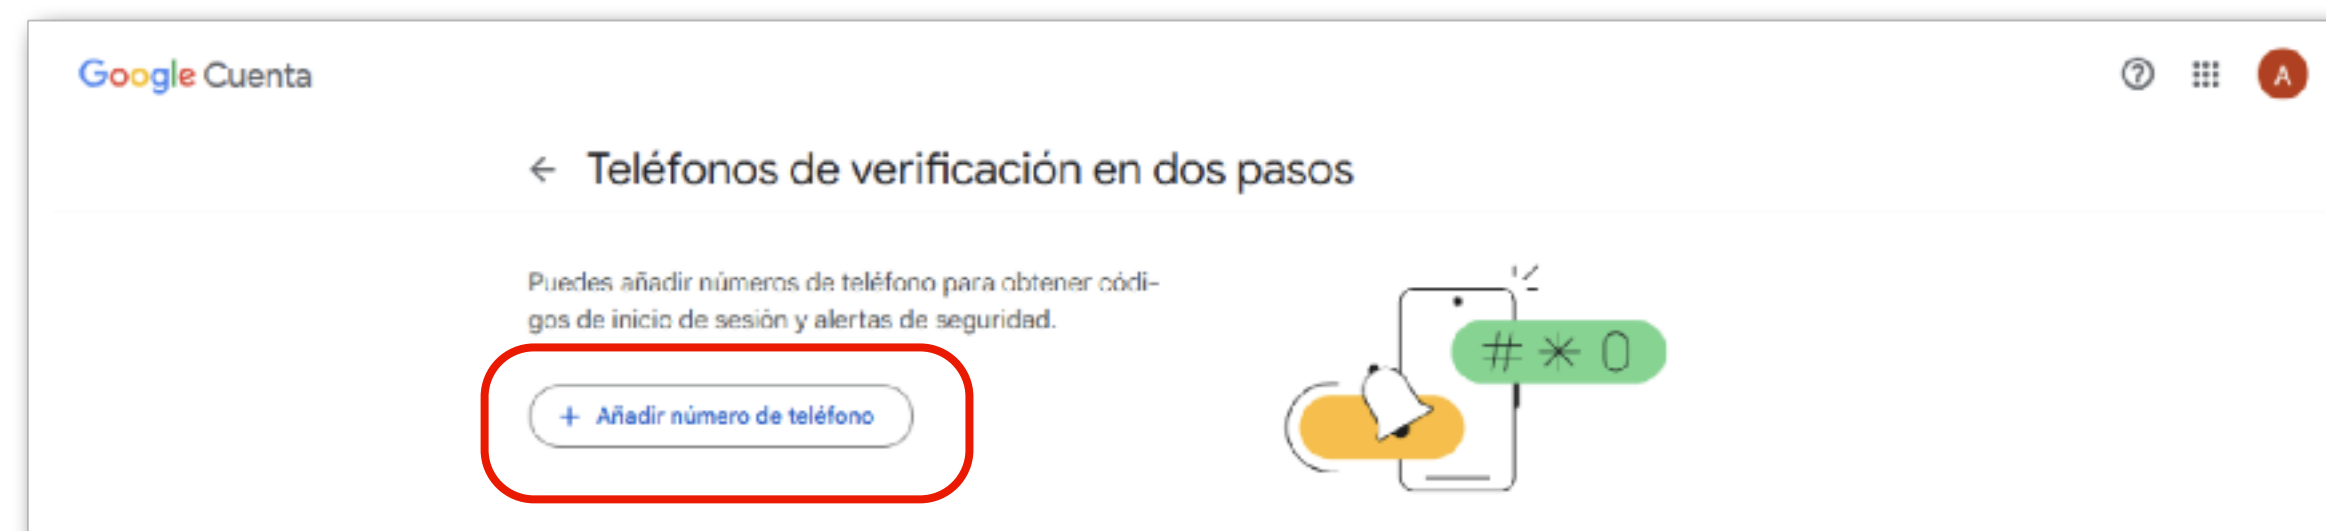 Google Cuenta
A
← Teléfonos de verificación en dos pasos
Puedes añadir números de teléfono para obtener códi-
gos de inicio de sesión y alertas de seguridad.
# * 0
+ Añadir número de teléfono